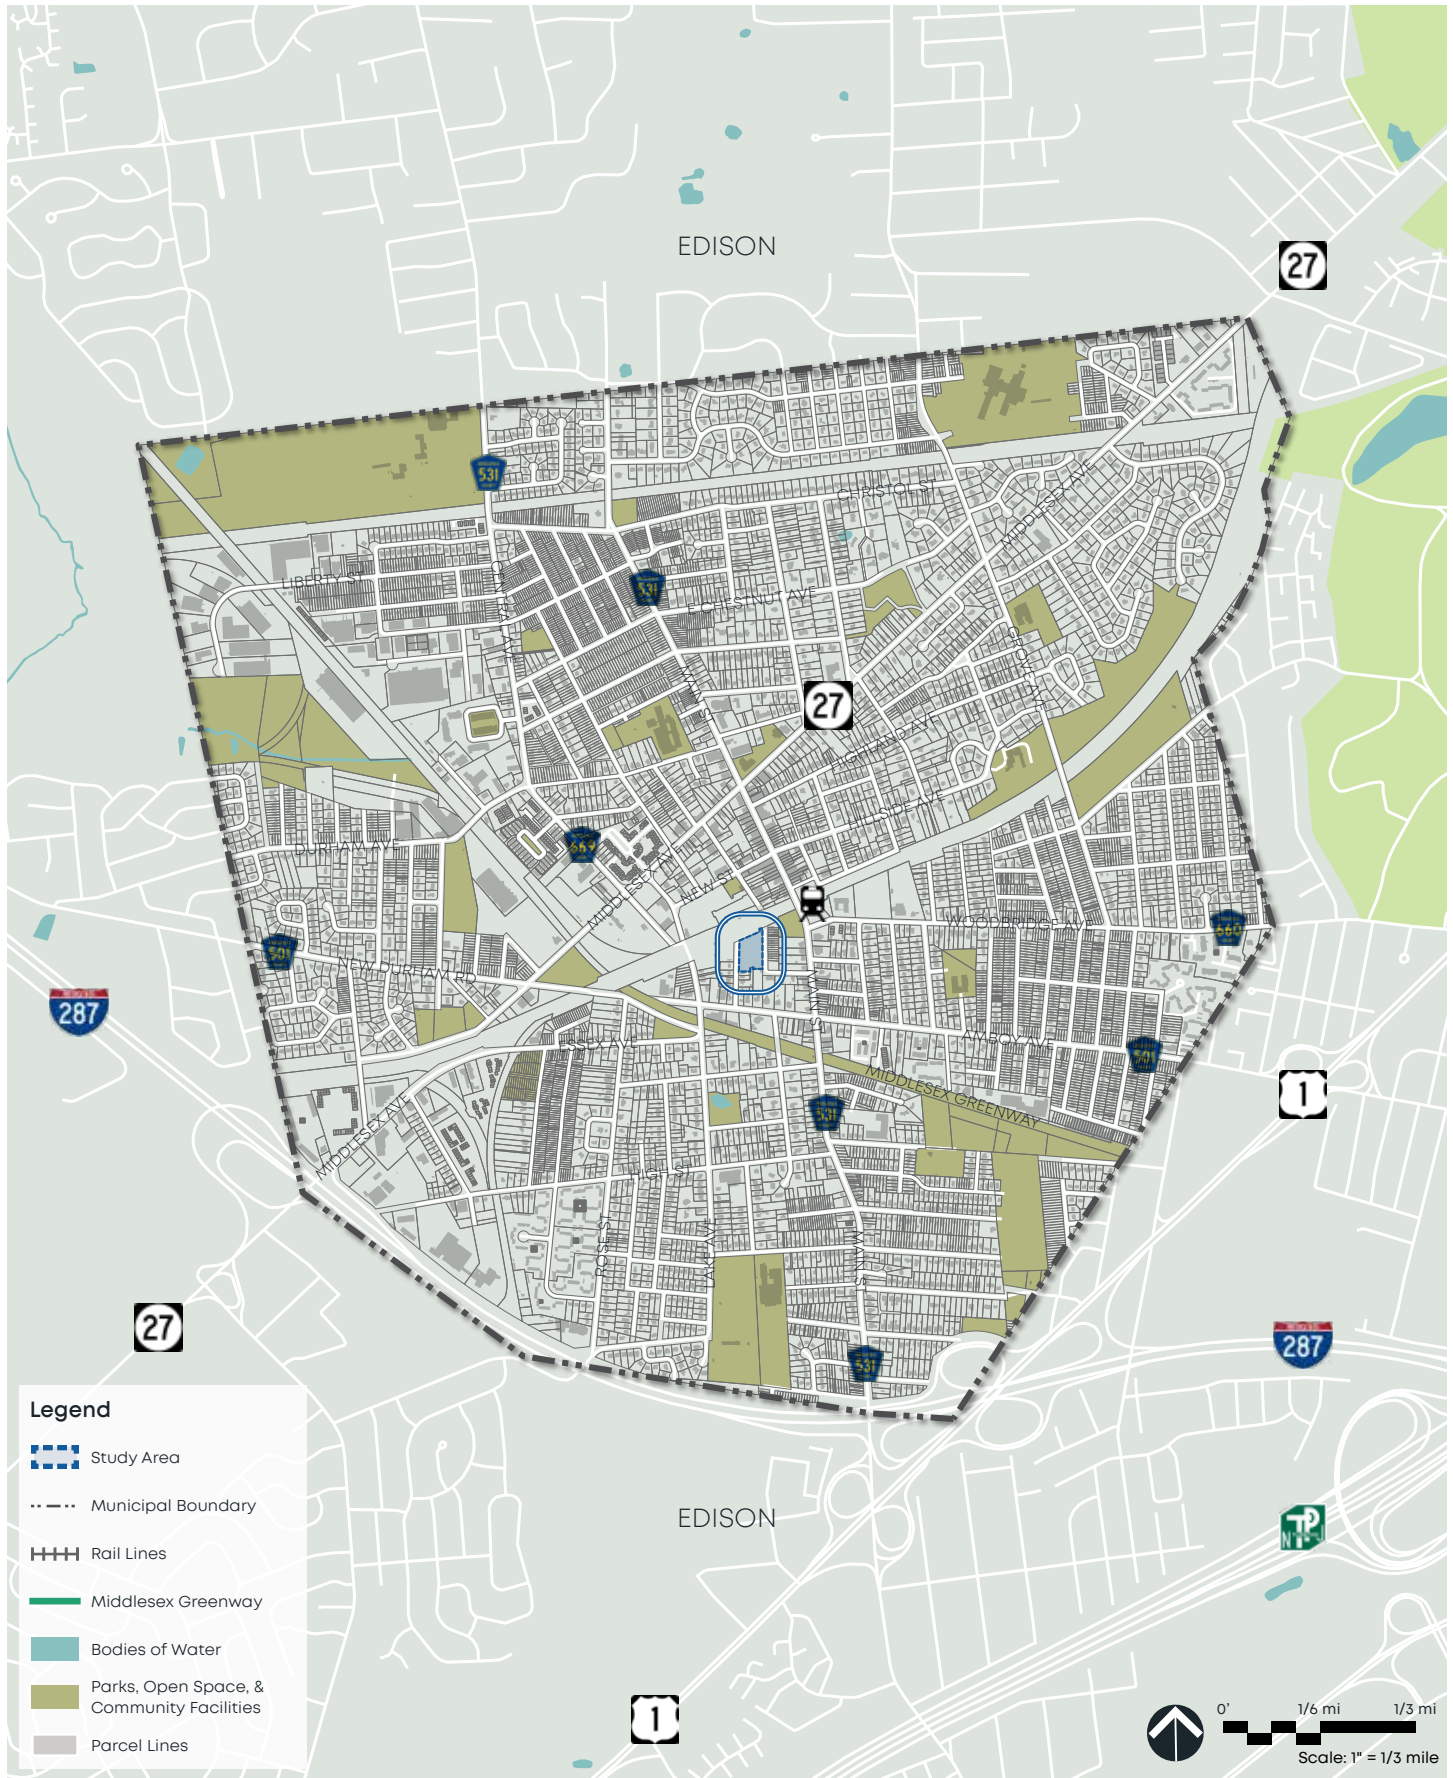 EDISON
27
531
CHRISTOL ST
MIDDLESEX AVE
LIBERTY ST
CENTRAL AVE
531
E CHESTNUT AVE
GROVE AVE
MAIN ST
27
HIGHLAND AVE
HILLSIDE AVE
DURHAM AVE
669
MIDDLESEX AV
NEW ST
WOODBRIDGE AVE
660
501
NEW DURHAM RD
287
MAIN ST
ESSEX AVE
AMBOY AVE
501
MIDDLESEX GREENWAY
1
531
MIDDLESEX AVE
HIGH ST
ROSE ST
LAKE AVE
MAIN S
27
287
531
Legend
Study Area
Municipal Boundary
Rail Lines
Middlesex Greenway
Bodies of Water
Parks, Open Space, &
Community Facilities
Parcel Lines
EDISON
N TP
1
0' 1/6 mi 1/3 mi
Scale: 1" = 1/3 mile